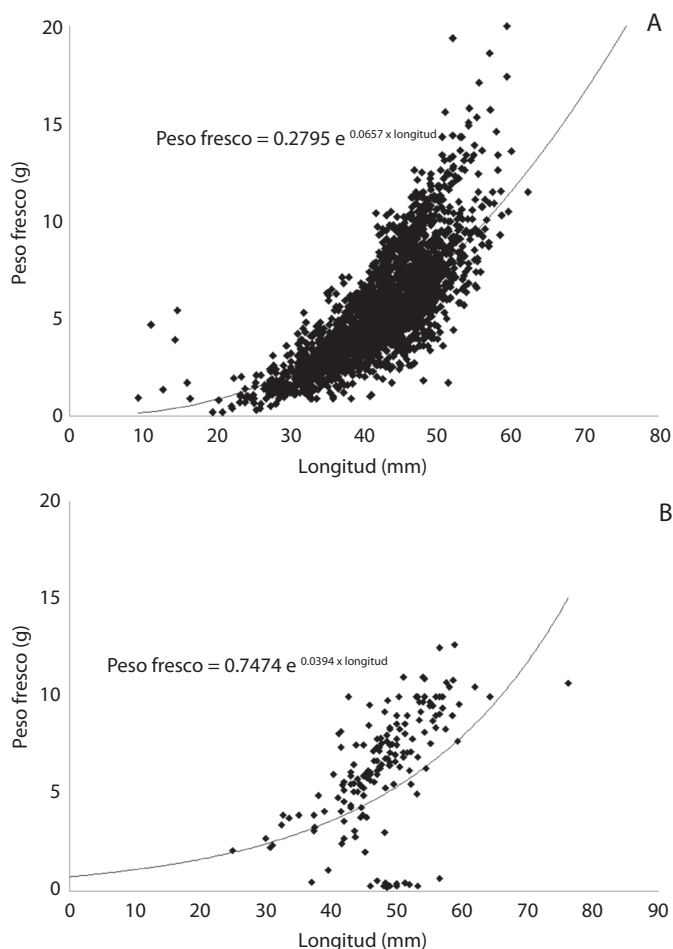 A
20
15
10
5
0
Peso fresco (g)
Peso fresco = 0.2795 e 0.0657 x longitud
0 10 20 30 40 50 60 70 80
Longitud (mm)
B
20
15
10
5
0
Peso fresco (g)
Peso fresco = 0.7474 e 0.0394 x longitud
0 10 20 30 40 50 60 70 80 90
Longitud (mm)